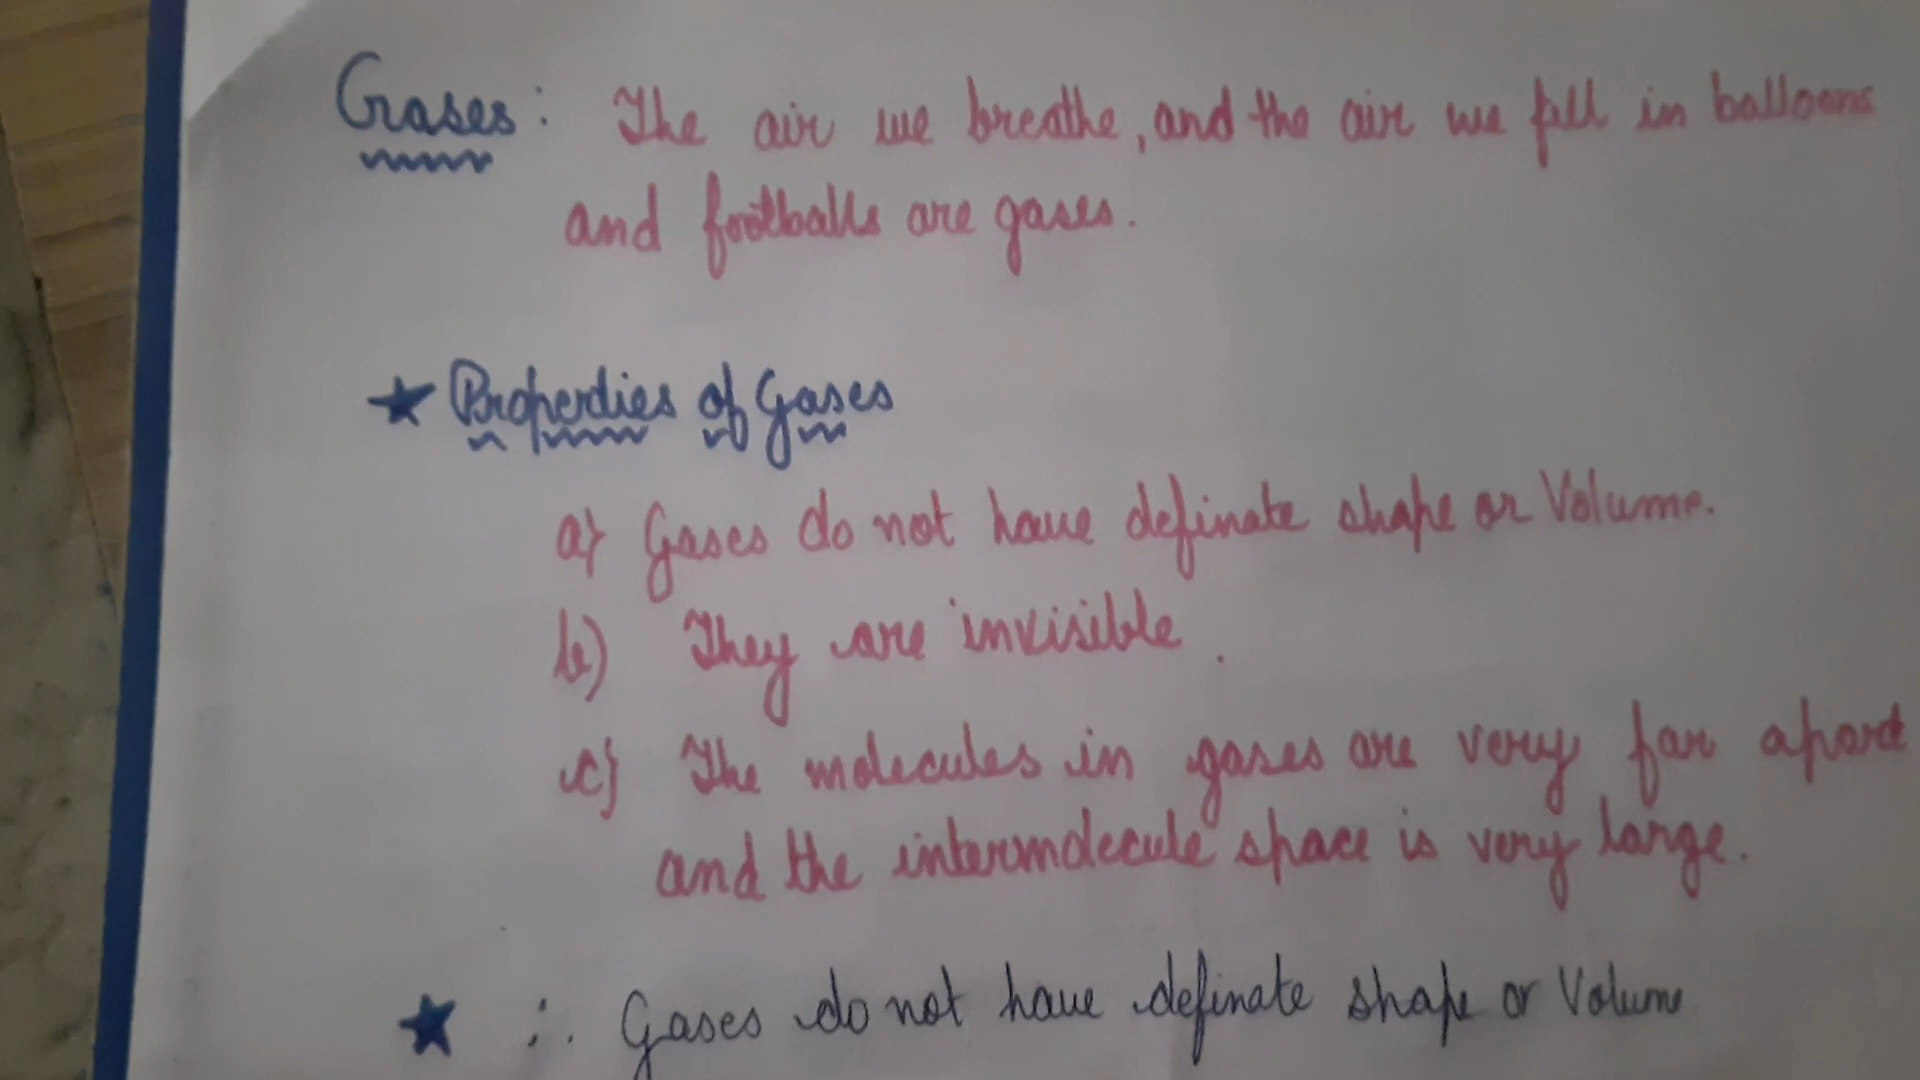 Gases: The air we breathe, and the air we fill in balloons
and footballs are gases.
★ Properties of Gases
a) Gases do not have definate shape or Volume.
b) They are invisible.
c) The molecules in gases are very far apart
and the intermolecule space is very large.
★ ∴ Gases do not have definate shape or Volume